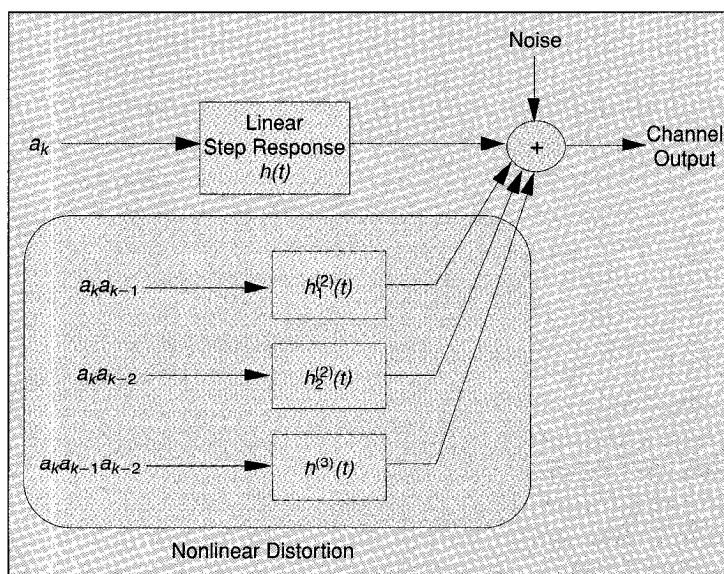 Noise
Linear
Step Response
h(t)
a_k
+
Channel
Output
a_k a_{k−1}
h_1^{(2)}(t)
a_k a_{k−2}
h_2^{(2)}(t)
a_k a_{k−1} a_{k−2}
h^{(3)}(t)
Nonlinear Distortion